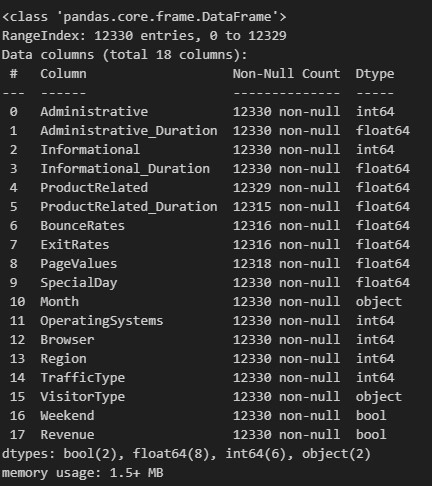 <class 'pandas.core.frame.DataFrame'>
RangeIndex: 12330 entries, 0 to 12329
Data columns (total 18 columns):
 #   Column                   Non-Null Count  Dtype
---  ------                   --------------  -----
 0   Administrative           12330 non-null  int64
 1   Administrative_Duration  12330 non-null  float64
 2   Informational            12330 non-null  int64
 3   Informational_Duration   12330 non-null  float64
 4   ProductRelated           12329 non-null  float64
 5   ProductRelated_Duration  12315 non-null  float64
 6   BounceRates              12316 non-null  float64
 7   ExitRates                12316 non-null  float64
 8   PageValues               12318 non-null  float64
 9   SpecialDay               12330 non-null  float64
 10  Month                    12330 non-null  object
 11  OperatingSystems         12330 non-null  int64
 12  Browser                  12330 non-null  int64
 13  Region                   12330 non-null  int64
 14  TrafficType              12330 non-null  int64
 15  VisitorType              12330 non-null  object
 16  Weekend                  12330 non-null  bool
 17  Revenue                  12330 non-null  bool
dtypes: bool(2), float64(8), int64(6), object(2)
memory usage: 1.5+ MB